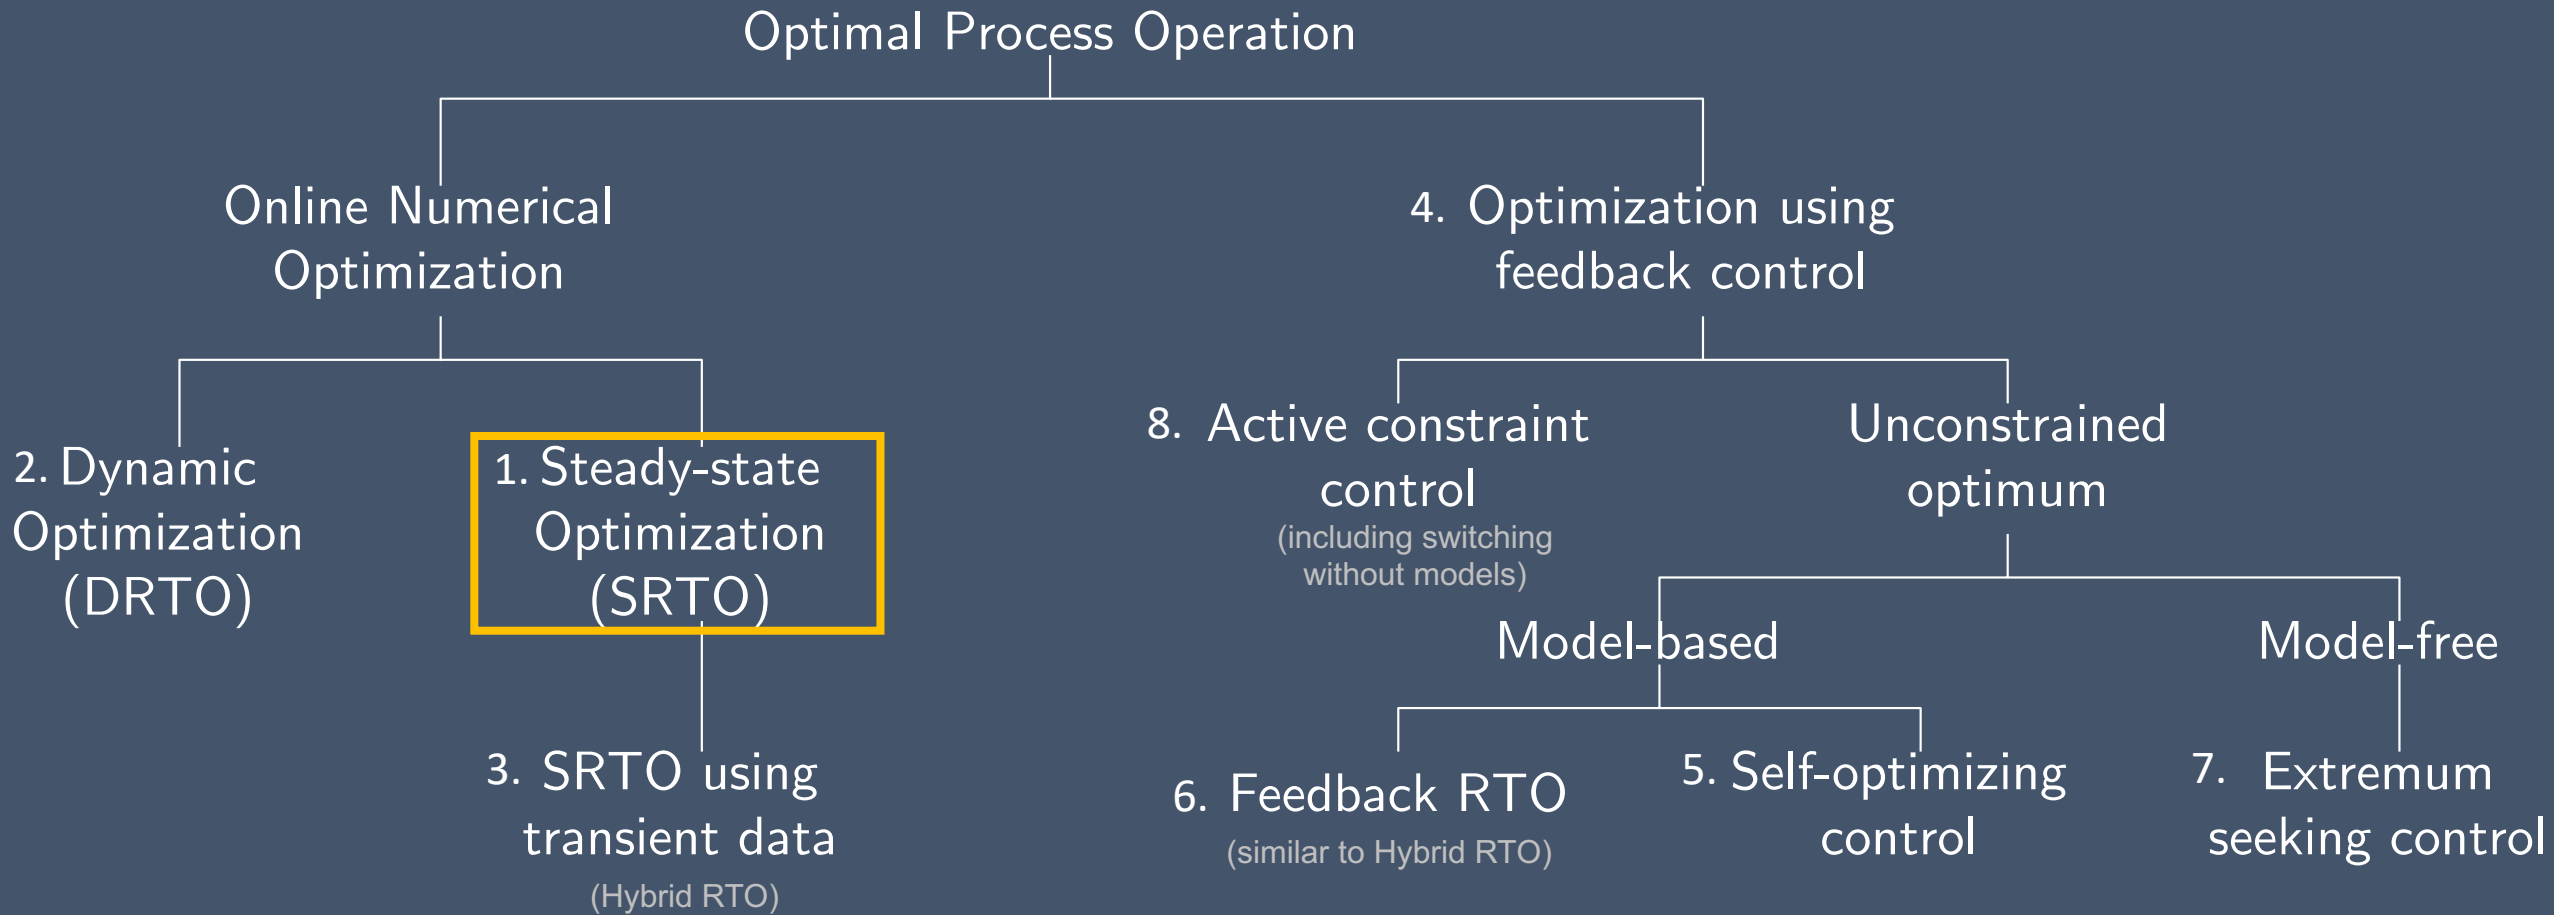 Optimal Process Operation
Online Numerical
Optimization
4. Optimization using
feedback control
2. Dynamic
Optimization
(DRTO)
1. Steady-state
Optimization
(SRTO)
8. Active constraint
control
(including switching
without models)
Unconstrained
optimum
Model-based
Model-free
3. SRTO using
transient data
(Hybrid RTO)
6. Feedback RTO
(similar to Hybrid RTO)
5. Self-optimizing
control
7. Extremum
seeking control